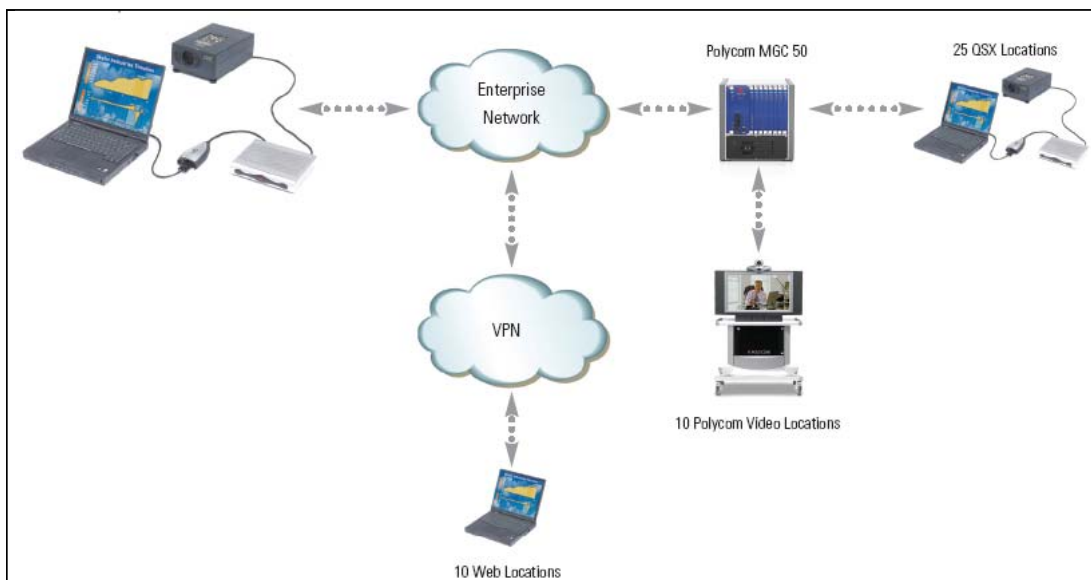 Polycom MGC 50
25 QSX Locations
Enterprise
Network
VPN
10 Polycom Video Locations
10 Web Locations